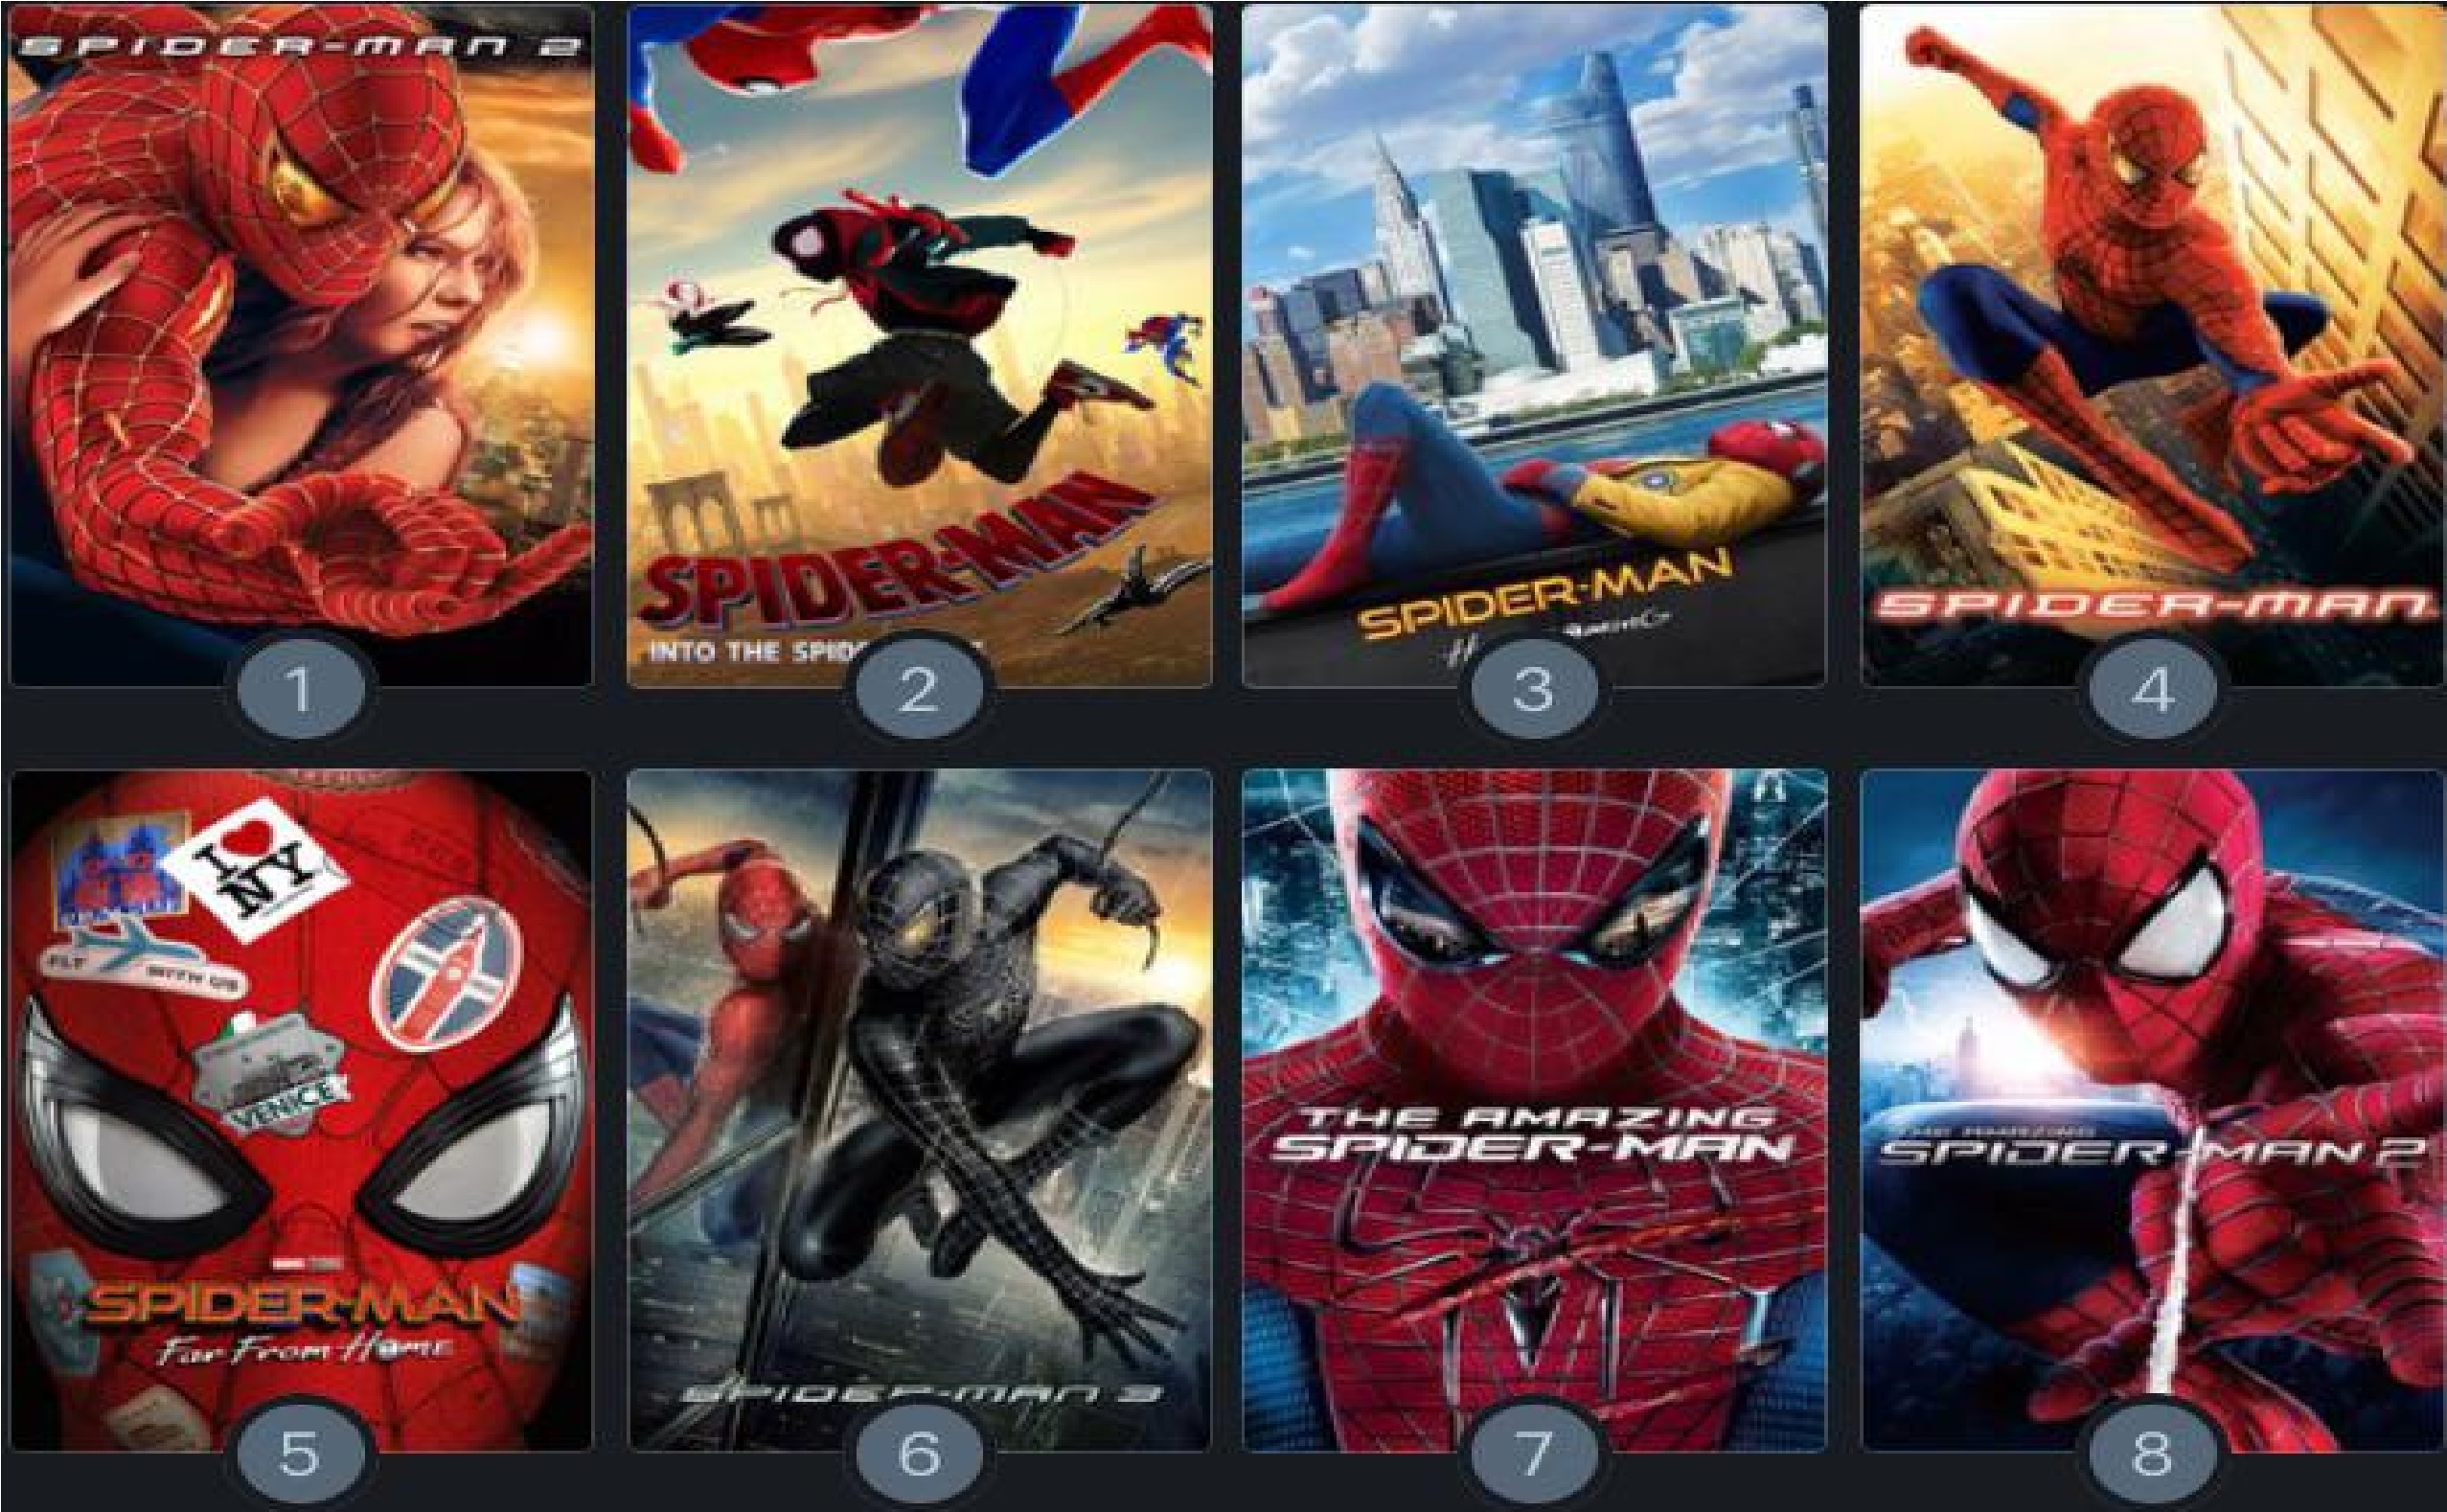 SPIDER-MAN 2
SPIDER-MAN
INTO THE SPID
1
2
SPIDER-MAN
H
3
SPIDER-MAN
4
I ❤
NY
FLY WITH US
VENICE
SPIDER-MAN
Far From Home
5
SPIDER-MAN 3
6
THE AMAZING
SPIDER-MAN
7
THE AMAZING
SPIDER-MAN 2
8